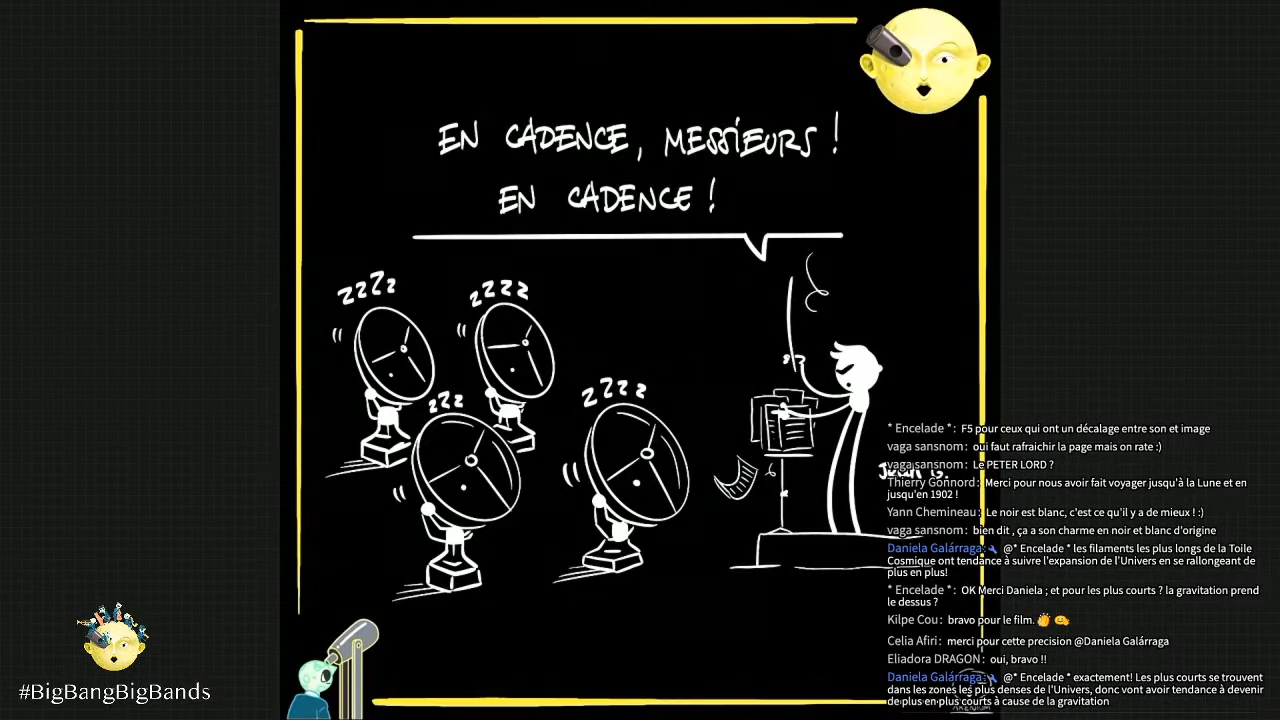 EN CADENCE, MESSIEURS !
EN CADENCE !
ZZZZ
ZZZZ
ZZZ
ZZZZ
* Encelade *: F5 pour ceux qui ont un décalage entre son et image
vaga sansnom: oui faut rafraichir la page mais on rate :)
vaga sansnom: Le PETER LORD ?
Thierry Gonnord: Merci pour nous avoir fait voyager jusqu'à la Lune et en
jusqu'en 1902 !
Yann Chemineau: Le noir est blanc, c'est ce qu'il y a de mieux ! :)
vaga sansnom: bien dit , ça a son charme en noir et blanc d'origine
Daniela Galárraga: @* Encelade * les filaments les plus longs de la Toile
Cosmique ont tendance à suivre l'expansion de l'Univers en se rallongeant de
plus en plus!
* Encelade *: OK Merci Daniela ; et pour les plus courts ? la gravitation prend
le dessus ?
Kilpe Cou: bravo pour le film. 👏 😊
Celia Afiri: merci pour cette precision @Daniela Galárraga
Eliadora DRAGON: oui, bravo !!
Daniela Galárraga: @* Encelade * exactement! Les plus courts se trouvent
dans les zones les plus denses de l'Univers, donc vont avoir tendance à devenir
de plus en plus courts à cause de la gravitation
#BigBangBigBands